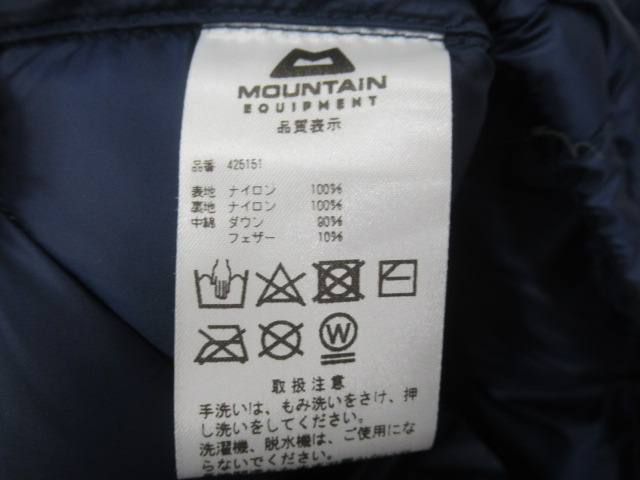 MOUNTAIN
EQUIPMENT
品質表示
品番 425151
表地 ナイロン 100%
裏地 ナイロン 100%
中綿 ダウン 90%
フェザー 10%
W
取扱注意
手洗いは、もみ洗いをさけ、押
し洗いをしてください。
洗濯機、脱水機は、ご使用にな
らないでください。